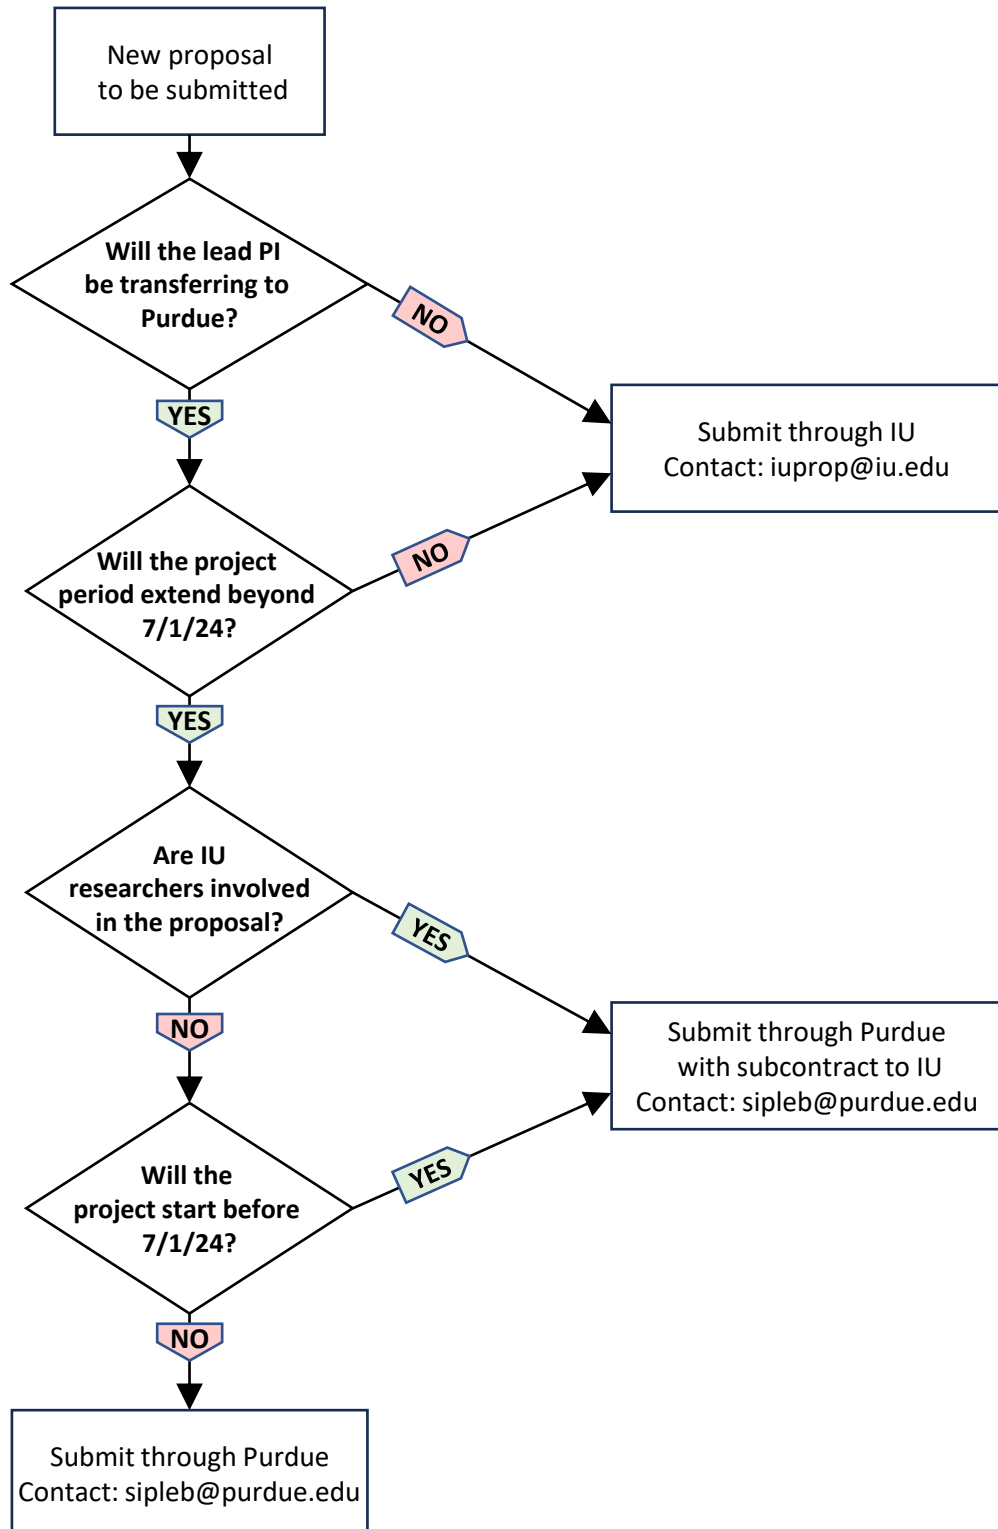 New proposal
to be submitted
Will the lead PI
be transferring to
Purdue?
NO
YES
Submit through IU
Contact: iuprop@iu.edu
Will the project
period extend beyond
7/1/24?
NO
YES
Are IU
researchers involved
in the proposal?
YES
NO
Submit through Purdue
with subcontract to IU
Contact: sipleb@purdue.edu
Will the
project start before
7/1/24?
YES
NO
Submit through Purdue
Contact: sipleb@purdue.edu